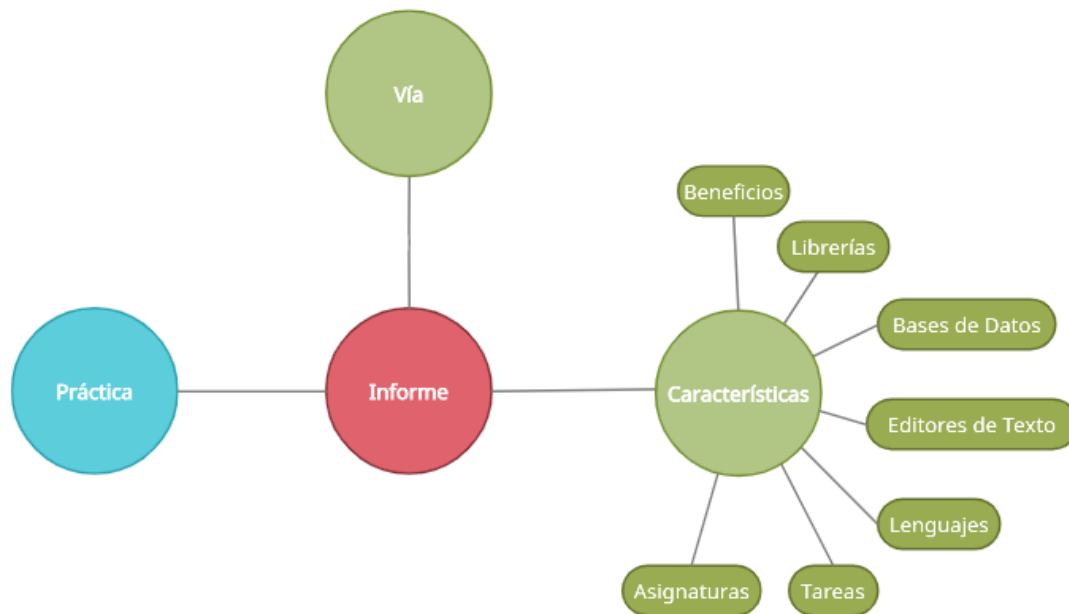 Vía
Beneficios
Librerías
Bases de Datos
Práctica
Informe
Características
Editores de Texto
Lenguajes
Asignaturas
Tareas